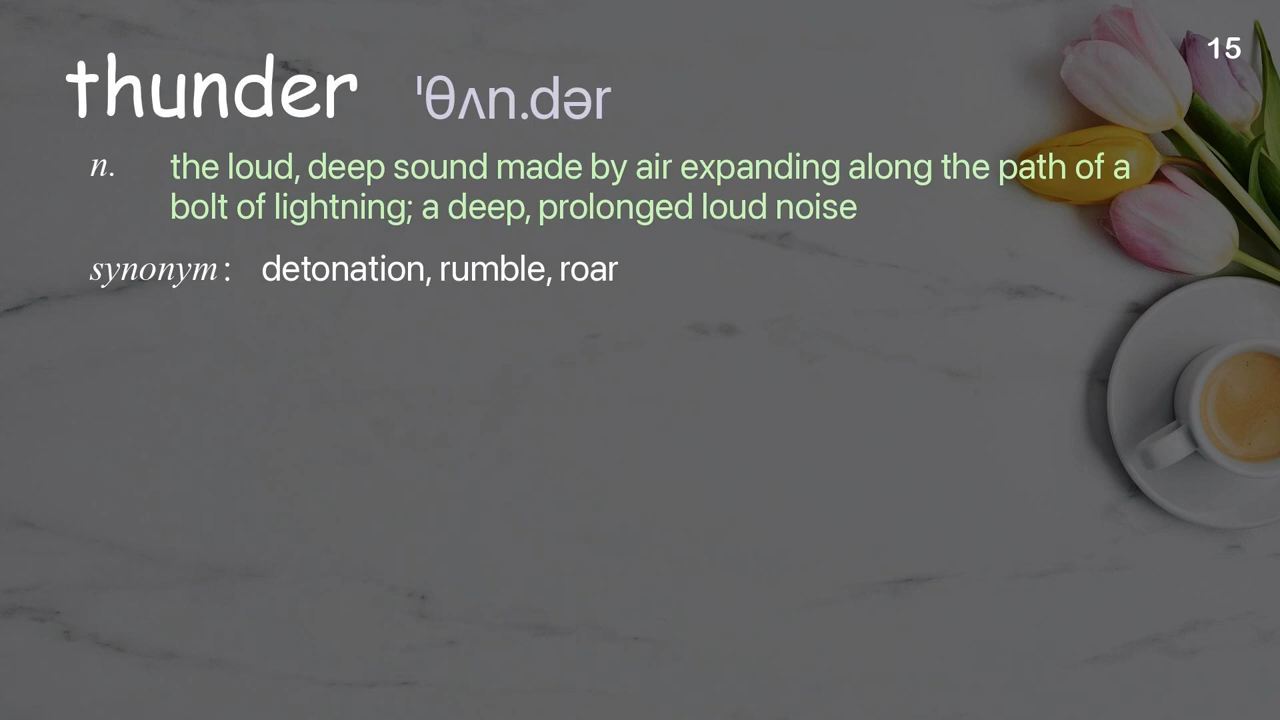 15
thunder ˈθʌn.dər
n. the loud, deep sound made by air expanding along the path of a
bolt of lightning; a deep, prolonged loud noise
synonym: detonation, rumble, roar